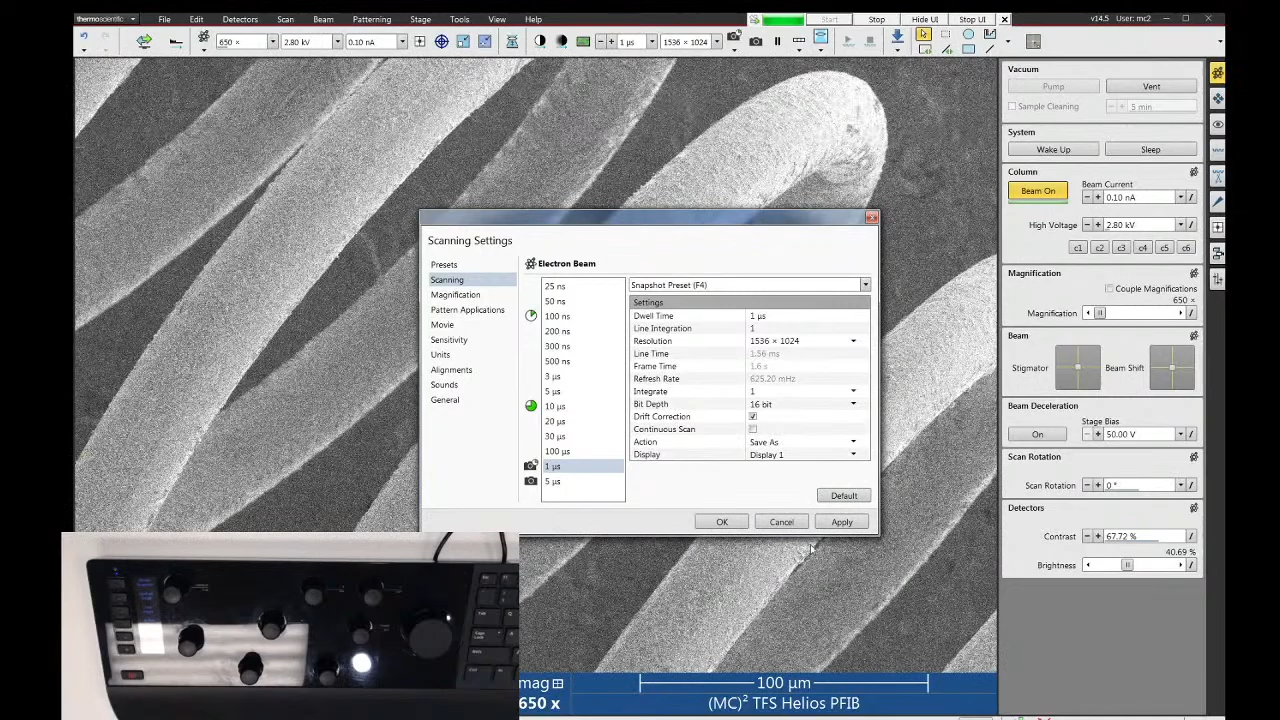 thermoscientific File Edit Detectors Scan Beam Patterning Stage Tools View Window Help Start Stop Hide UI Stop UI v14.5 User: mc2
650 × 2.80 kV 0.10 nA 1 µs 1536 × 1024
Vacuum
Pump Vent
Sample Cleaning 5 min
System
Wake Up Sleep
Column
Beam On
Beam Current
0.10 nA
High Voltage 2.80 kV
c1 c2 c3 c4 c5 c6
Magnification
Couple Magnifications
650 ×
Magnification
Beam
Stigmator Beam Shift
Beam Deceleration
Stage Bias
On 50.00 V
Scan Rotation
Scan Rotation 0 °
Detectors
Contrast 67.72 %
40.69 %
Brightness
Scanning Settings
Presets
Scanning
Magnification
Pattern Applications
Movie
Sensitivity
Units
Alignments
Sounds
General
Electron Beam
25 ns
50 ns
100 ns
200 ns
300 ns
500 ns
3 µs
5 µs
10 µs
20 µs
30 µs
100 µs
1 µs
5 µs
Snapshot Preset (F4)
Settings
Dwell Time 1 µs
Line Integration 1
Resolution 1536 × 1024
Line Time 1.56 ms
Frame Time 1.6 s
Refresh Rate 625.20 mHz
Integrate 1
Bit Depth 16 bit
Drift Correction
Continuous Scan
Action Save As
Display Display 1
Default
OK Cancel Apply
mag
650 x
100 µm
(MC)² TFS Helios PFIB